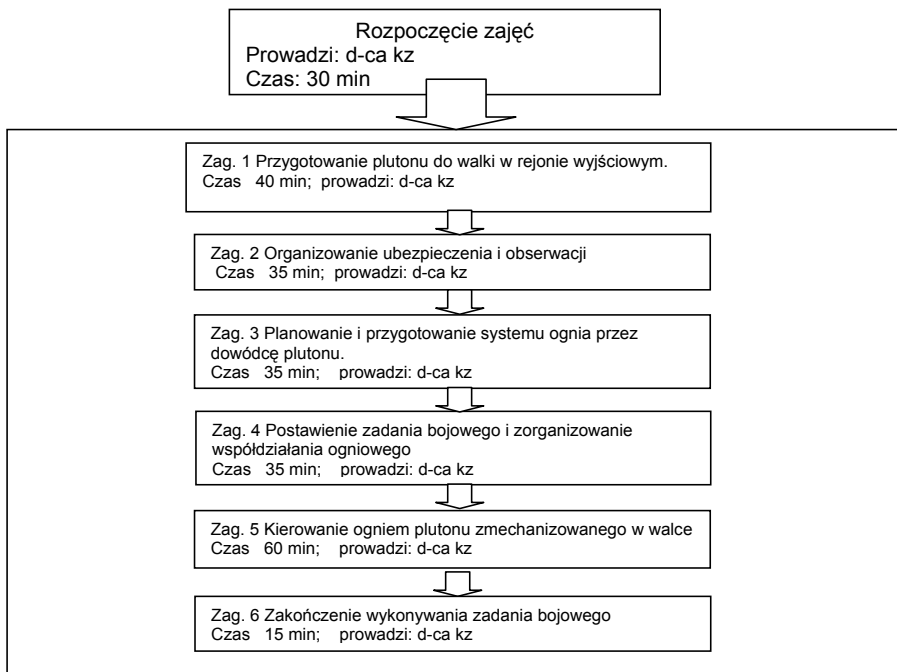 Rozpoczęcie zajęć
Prowadzi: d-ca kz
Czas: 30 min
Zag. 1 Przygotowanie plutonu do walki w rejonie wyjściowym.
Czas 40 min; prowadzi: d-ca kz
Zag. 2 Organizowanie ubezpieczenia i obserwacji
Czas 35 min; prowadzi: d-ca kz
Zag. 3 Planowanie i przygotowanie systemu ognia przez
dowódcę plutonu.
Czas 35 min; prowadzi: d-ca kz
Zag. 4 Postawienie zadania bojowego i zorganizowanie
współdziałania ogniowego
Czas 35 min; prowadzi: d-ca kz
Zag. 5 Kierowanie ogniem plutonu zmechanizowanego w walce
Czas 60 min; prowadzi: d-ca kz
Zag. 6 Zakończenie wykonywania zadania bojowego
Czas 15 min; prowadzi: d-ca kz